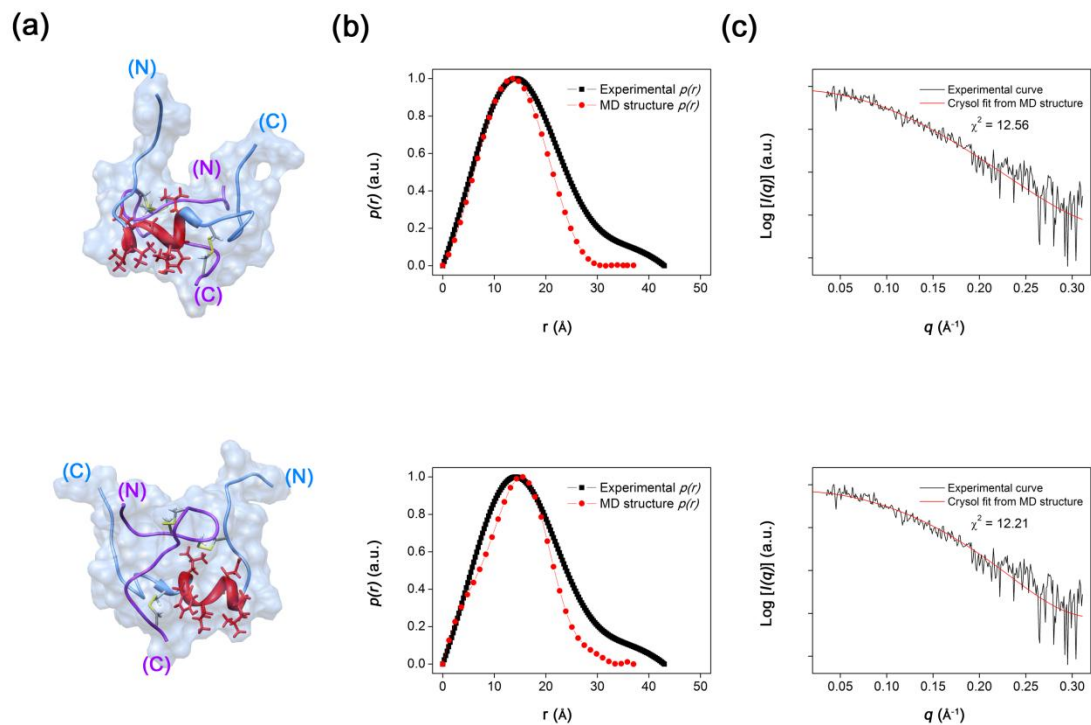 (a)
(b)
(c)
(N)
(C)
(N)
(C)
1.0
0.8
0.6
0.4
0.2
0.0
p(r) (a.u.)
Experimental p(r)
MD structure p(r)
0 10 20 30 40 50
r (Å)
Log [I(q)] (a.u.)
Experimental curve
Crysol fit from MD structure
χ² = 12.56
0.05 0.10 0.15 0.20 0.25 0.30
q (Å⁻¹)
(C)
(N)
(N)
(C)
1.0
0.8
0.6
0.4
0.2
0.0
p(r) (a.u.)
Experimental p(r)
MD structure p(r)
0 10 20 30 40 50
r (Å)
Log [I(q)] (a.u.)
Experimental curve
Crysol fit from MD structure
χ² = 12.21
0.05 0.10 0.15 0.20 0.25 0.30
q (Å⁻¹)